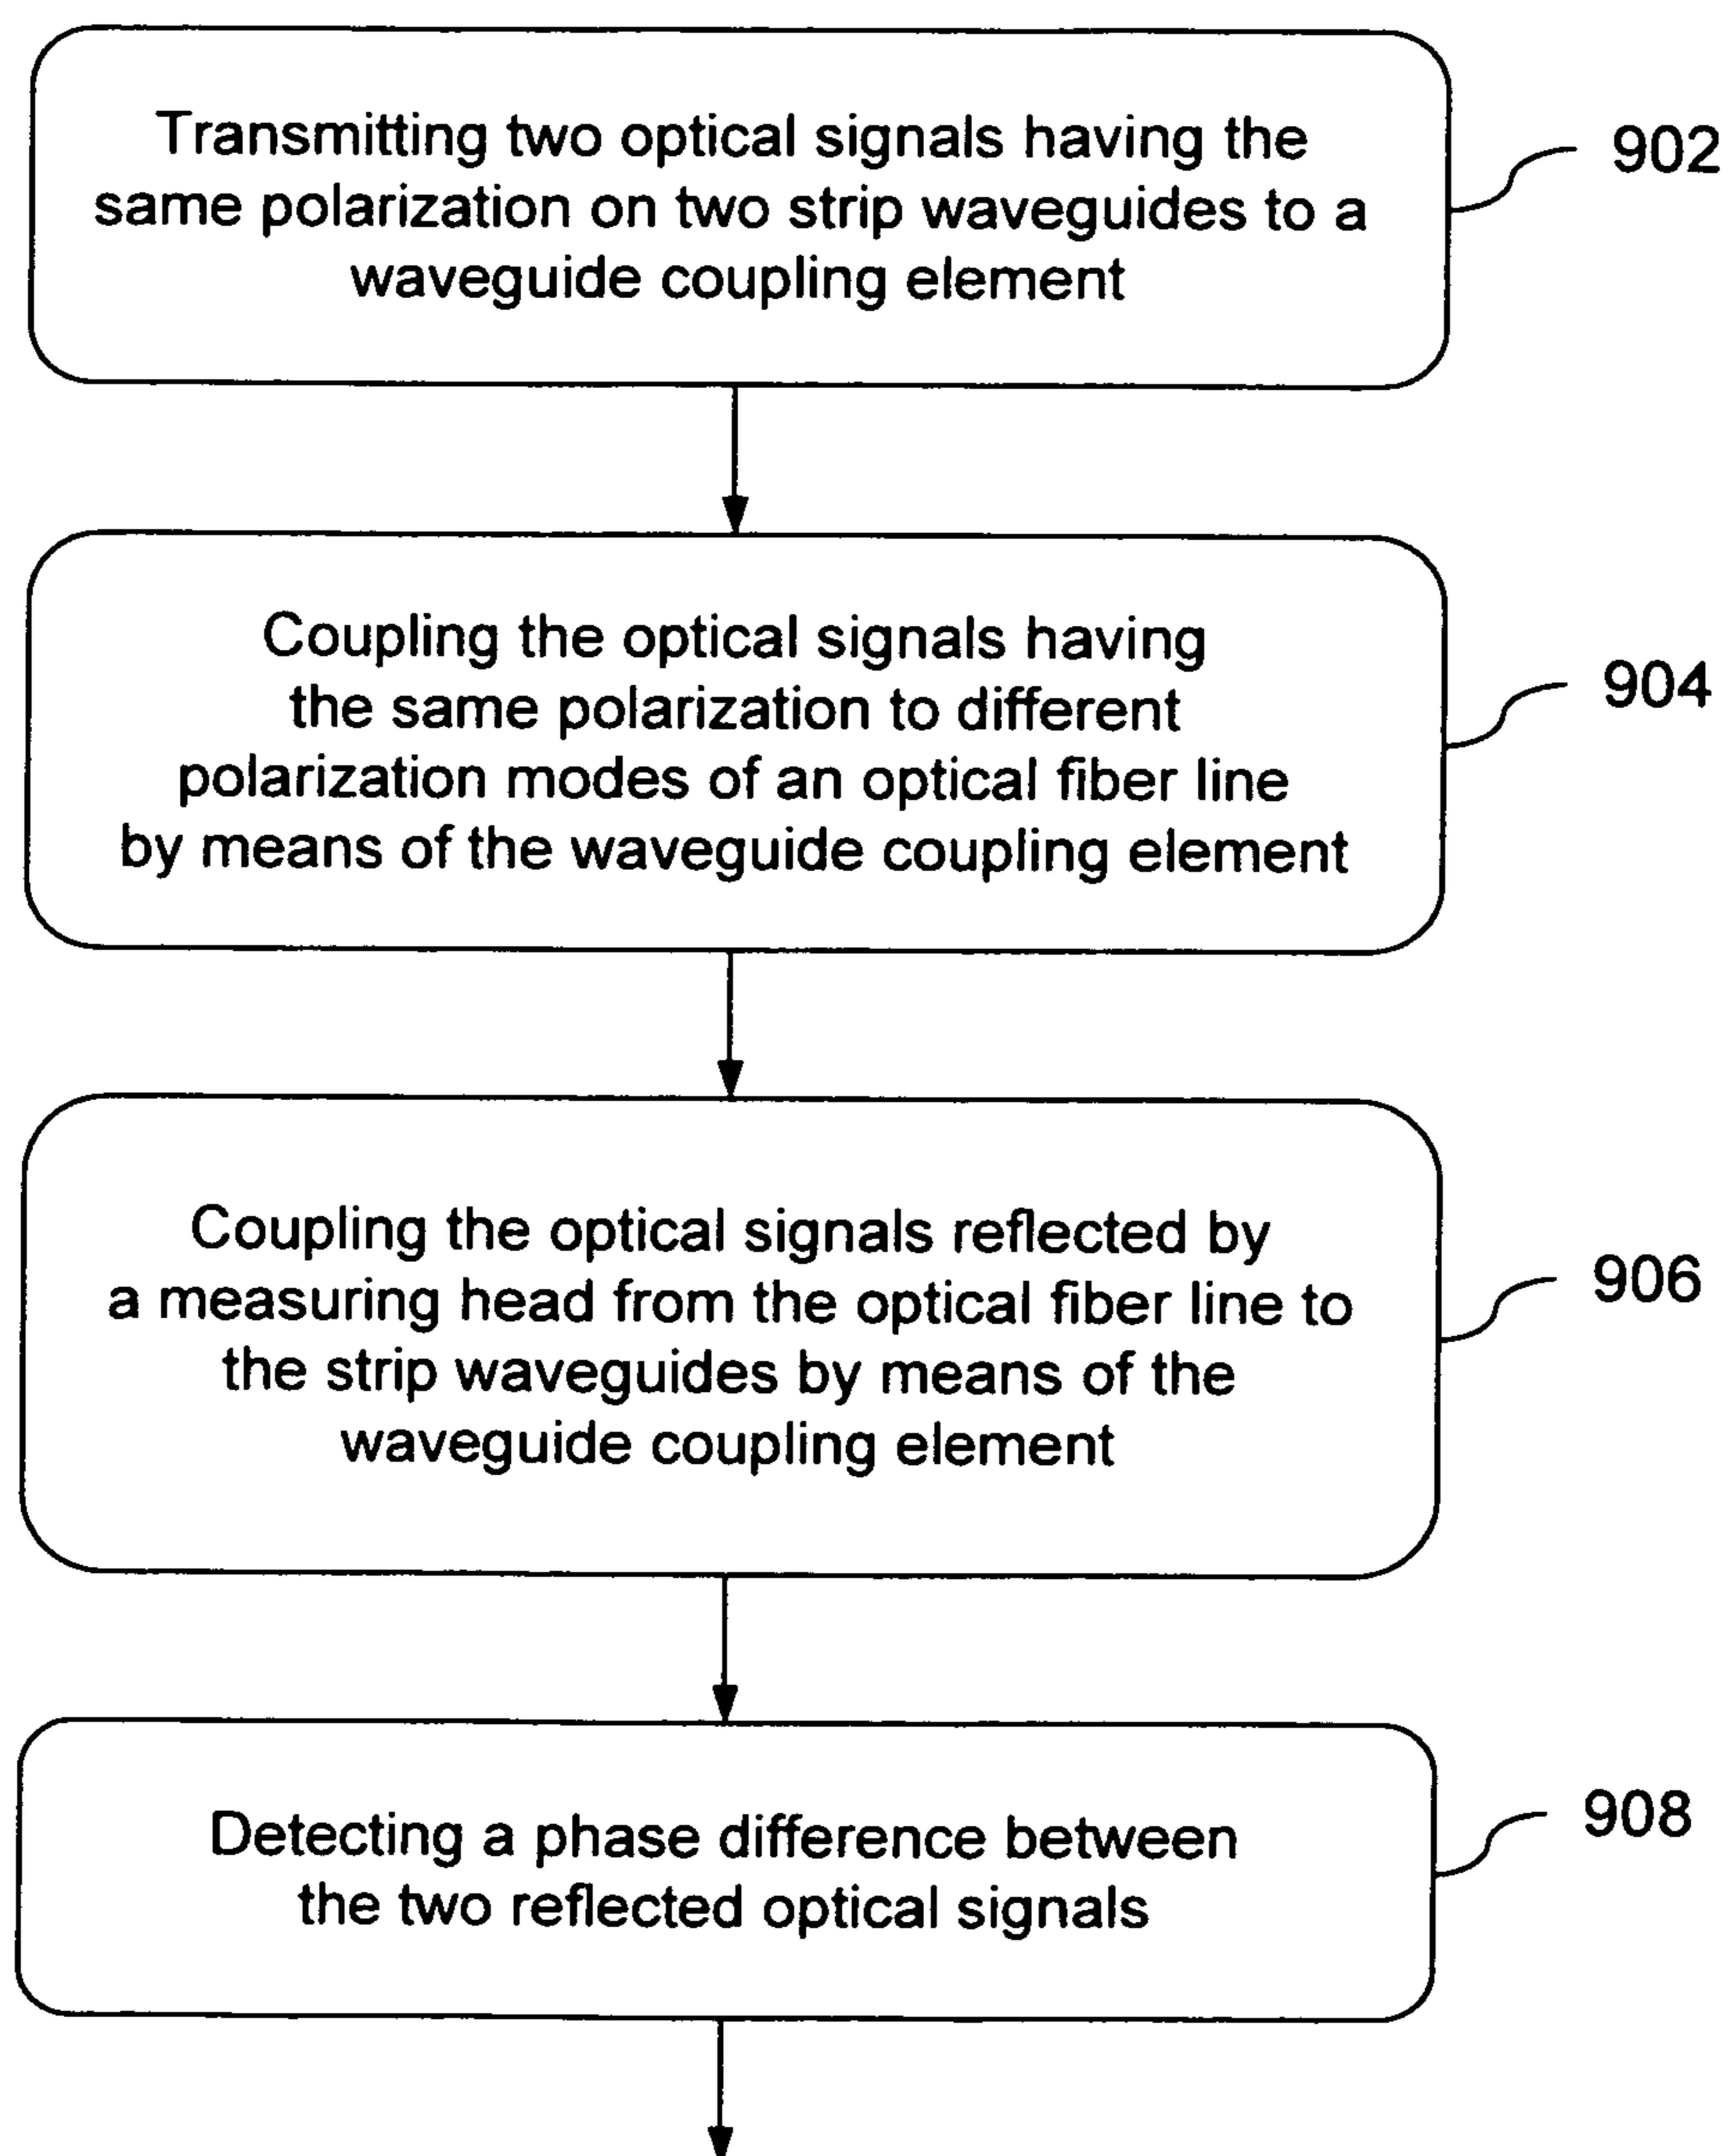 Transmitting two optical signals having the
same polarization on two strip waveguides to a
waveguide coupling element
902
Coupling the optical signals having
the same polarization to different
polarization modes of an optical fiber line
by means of the waveguide coupling element
904
Coupling the optical signals reflected by
a measuring head from the optical fiber line to
the strip waveguides by means of the
waveguide coupling element
906
Detecting a phase difference between
the two reflected optical signals
908